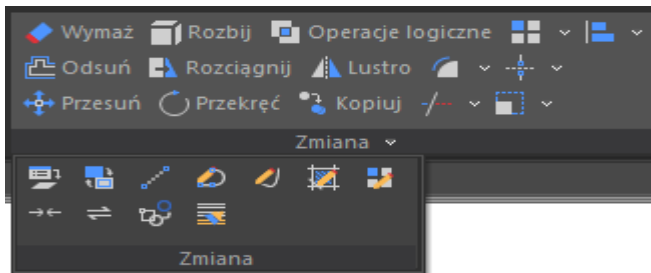 Wymaż Rozbij Operacje logiczne
Odsuń Rozciągnij Lustro
Przesuń Przekręć Kopiuj
Zmiana
Zmiana